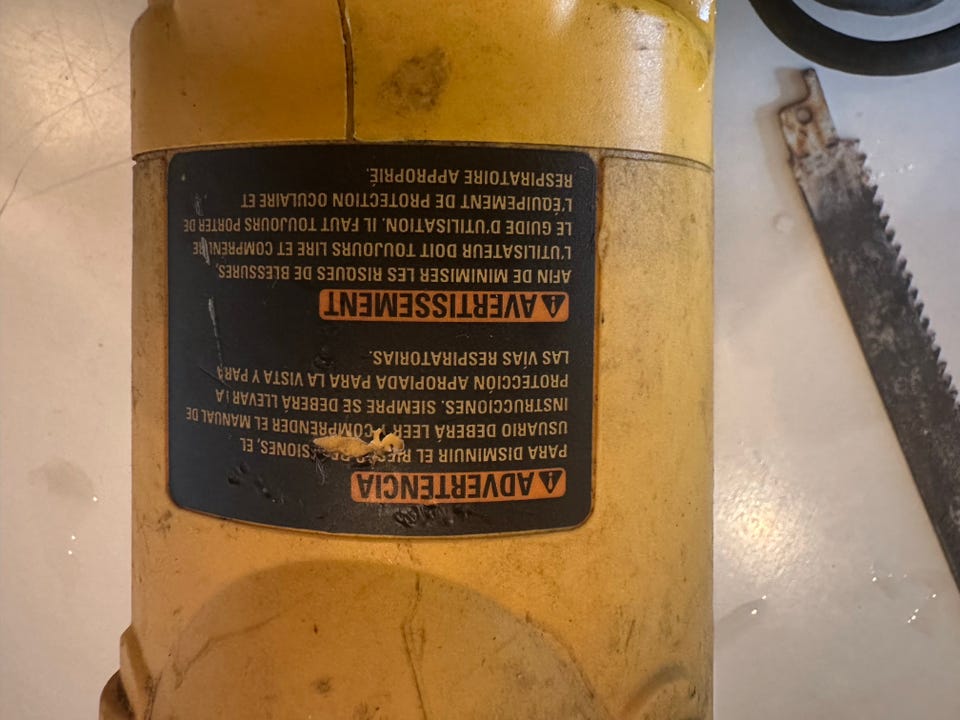 ADVERTENCIA
PARA DISMINUIR EL EL
USUARIO DEBERÁ LEER COMPRENDER EL MANUAL DE
INSTRUCCIONES. SIEMPRE SE DEBERÁ LLEVAR LA
PROTECCIÓN APROPIADA PARA LA VISTA Y PARA
LAS VÍAS RESPIRATORIAS.
AVERTISSEMENT
AFIN DE MINIMISER LES RISQUES DE BLESSURES,
L'UTILISATEUR DOIT TOUJOURS LIRE ET COMPRENDRE
LE GUIDE D'UTILISATION. IL FAUT TOUJOURS PORTER DE
L'ÉQUIPEMENT DE PROTECTION OCULAIRE ET
RESPIRATOIRE APPROPRIÉ.